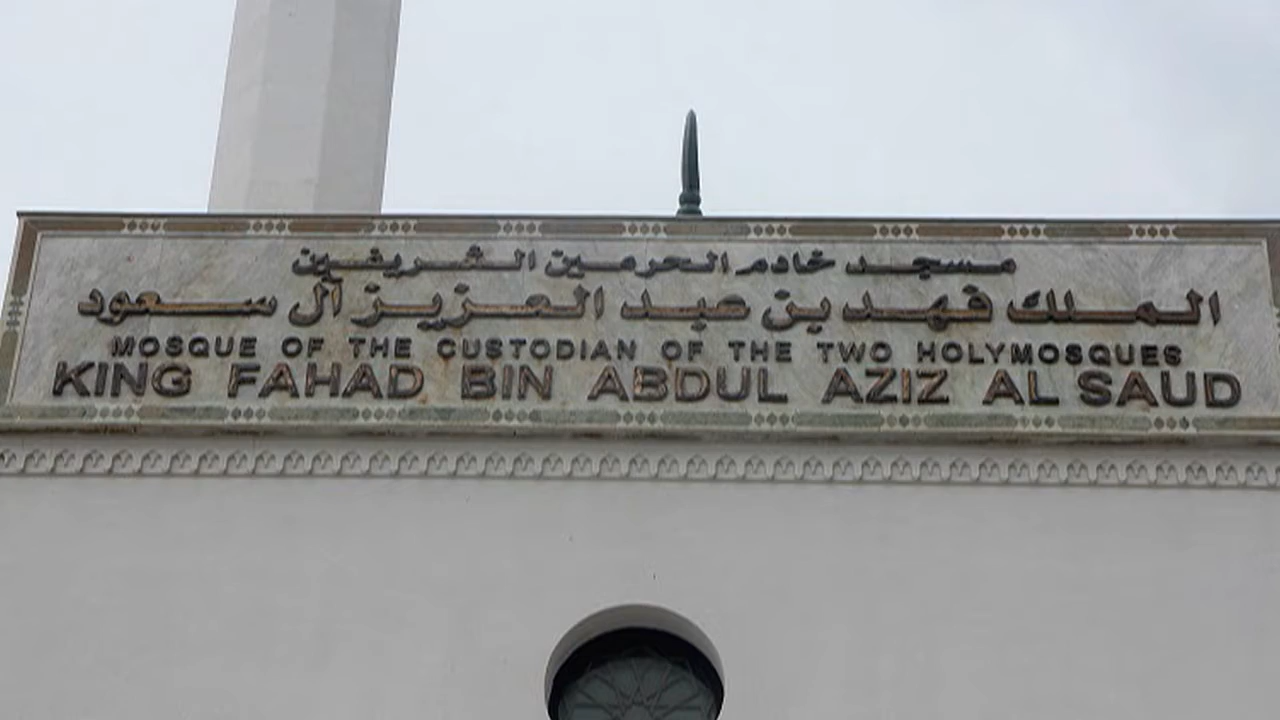 مسجد خادم الحرمين الشريفين
الملك فهد بن عبد العزيز آل سعود
MOSQUE OF THE CUSTODIAN OF THE TWO HOLYMOSQUES
KING FAHAD BIN ABDUL AZIZ AL SAUD